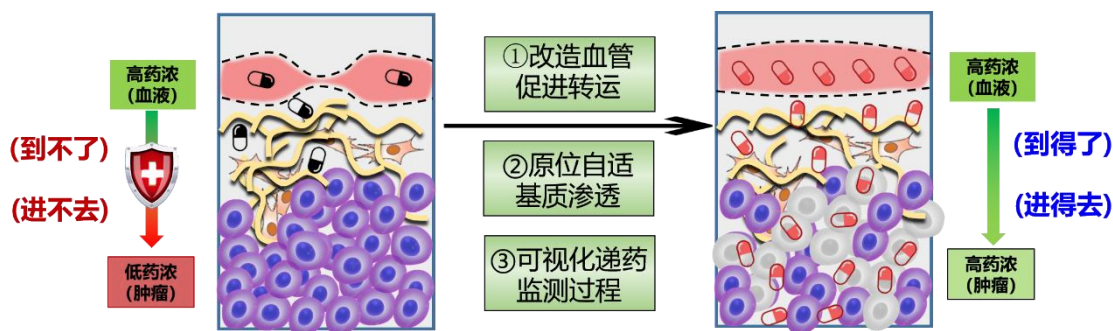 高药浓
(血液)
(到不了)
(进不去)
低药浓
(肿瘤)
①改造血管
促进转运
②原位自适
基质渗透
③可视化递药
监测过程
高药浓
(血液)
(到得了)
(进得去)
高药浓
(肿瘤)